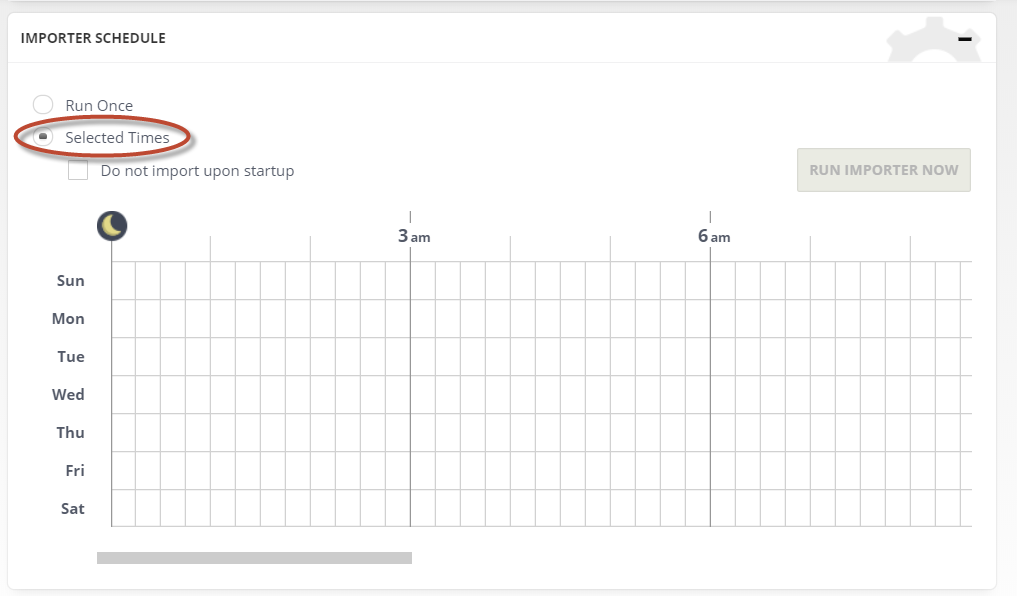 IMPORTER SCHEDULE
Run Once
Selected Times
Do not import upon startup
RUN IMPORTER NOW
3 am
6 am
Sun
Mon
Tue
Wed
Thu
Fri
Sat